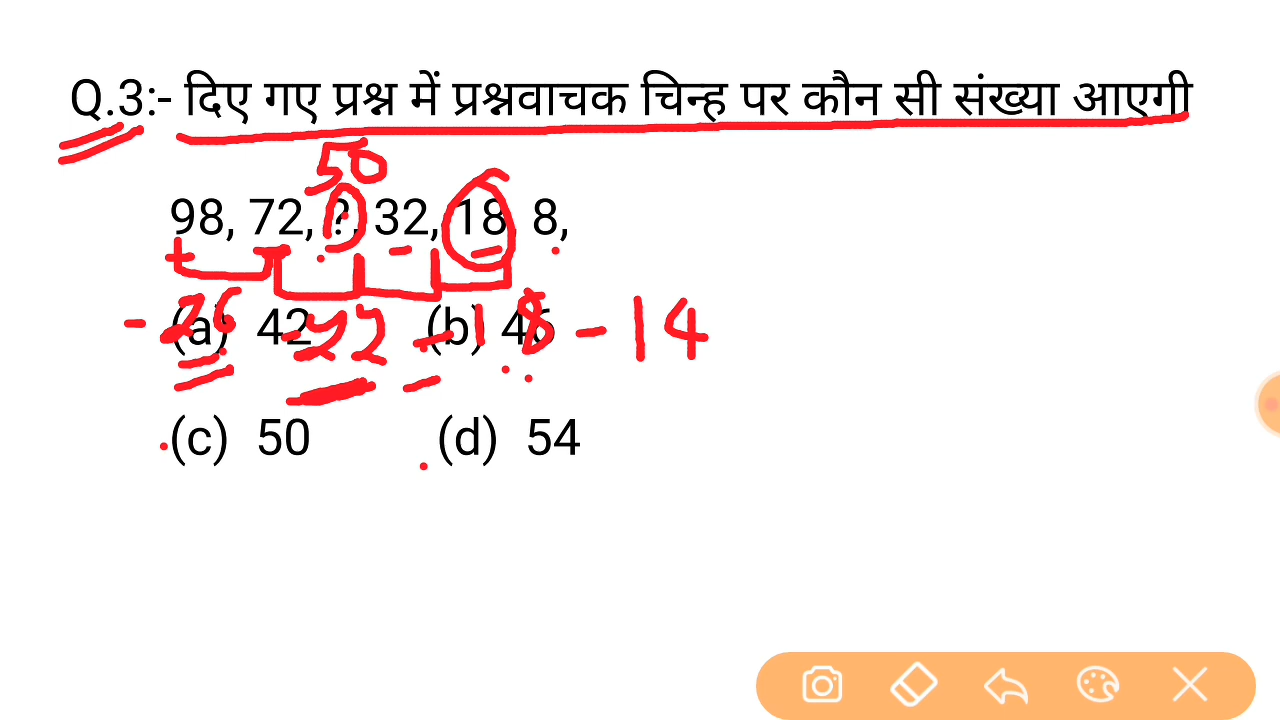 Q.3:- दिए गए प्रश्न में प्रश्नवाचक चिन्ह पर कौन सी संख्या आएगी
50
98, 72, ?, 32, 18, 8,
-26 -22 -18 -14
(a) 42 (b) 46
(c) 50 (d) 54